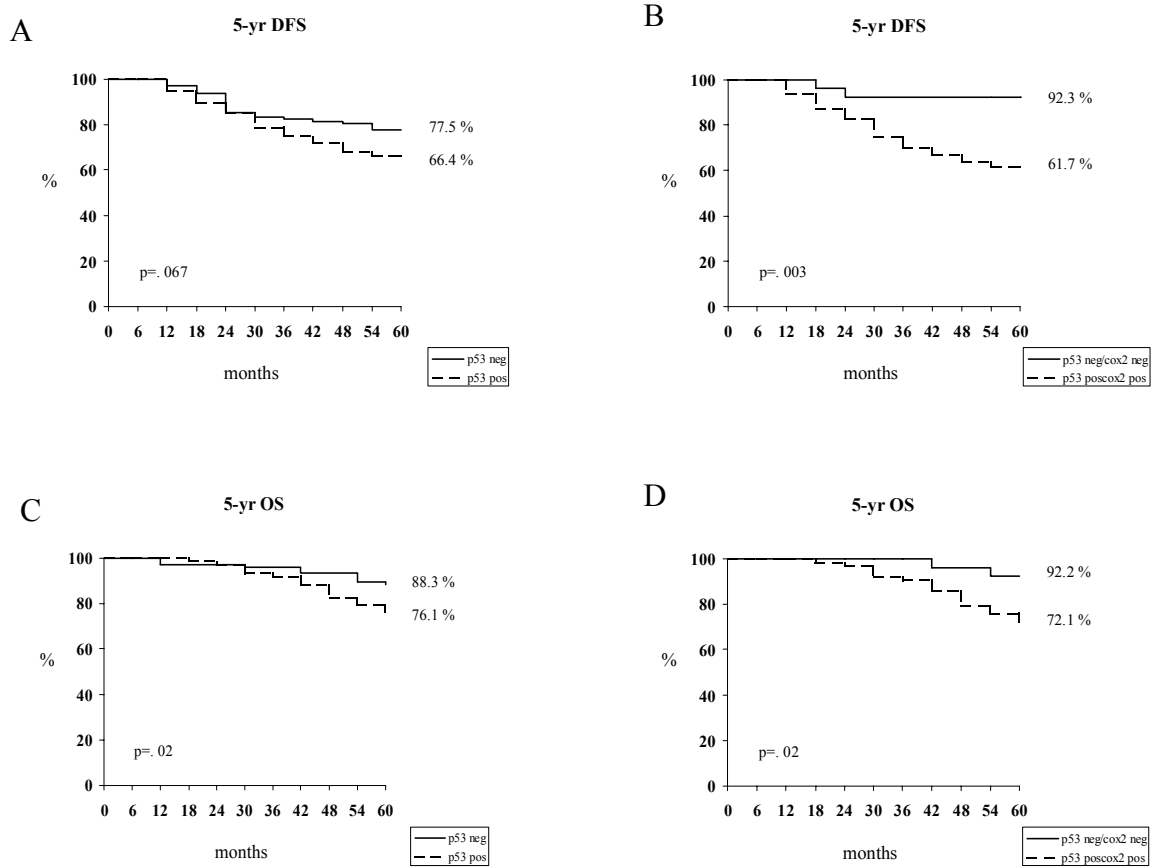 A
5-yr DFS
100
80
60
40
20
0
%
77.5 %
66.4 %
p=. 067
0 6 12 18 24 30 36 42 48 54 60
months
p53 neg
p53 pos
B
5-yr DFS
100
80
60
40
20
0
%
92.3 %
61.7 %
p=. 003
0 6 12 18 24 30 36 42 48 54 60
months
p53 neg/cox2 neg
p53 poscox2 pos
C
5-yr OS
100
80
60
40
20
0
%
88.3 %
76.1 %
p=. 02
0 6 12 18 24 30 36 42 48 54 60
months
p53 neg
p53 pos
D
5-yr OS
100
80
60
40
20
0
%
92.2 %
72.1 %
p=. 02
0 6 12 18 24 30 36 42 48 54 60
months
p53 neg/cox2 neg
p53 poscox2 pos